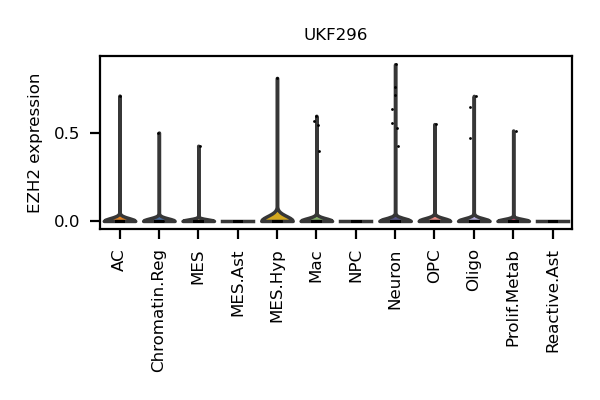 UKF296
EZH2 expression
0.5
0.0
AC
Chromatin.Reg
MES
MES.Ast
MES.Hyp
Mac
NPC
Neuron
OPC
Oligo
Prolif.Metab
Reactive.Ast